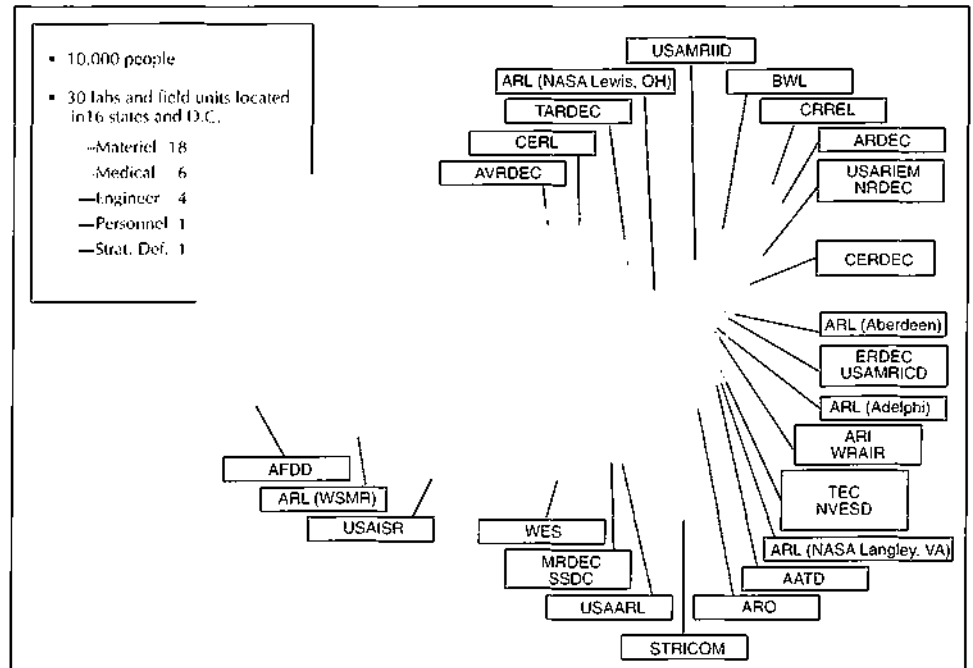 ▪ 10,000 people
▪ 30 labs and field units located
in16 states and D.C.
—Materiel 18
—Medical 6
—Engineer 4
—Personnel 1
—Strat. Def. 1
USAMRIID
ARL (NASA Lewis, OH)
BWL
TARDEC
CRREL
CERL
ARDEC
AVRDEC
USARIEM
NRDEC
CERDEC
ARL (Aberdeen)
ERDEC
USAMRICD
ARL (Adelphi)
ARI
WRAIR
AFDD
TEC
NVESD
ARL (WSMR)
USAISR
WES
ARL (NASA Langley, VA)
MRDEC
SSDC
AATD
USAARL
ARO
STRICOM